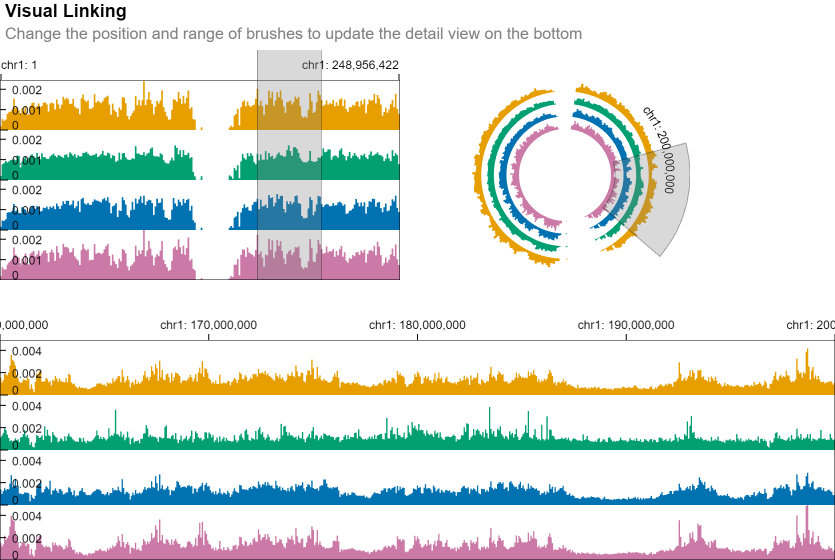 Visual Linking
Change the position and range of brushes to update the detail view on the bottom
chr1: 1
chr1: 248,956,422
0.002
0.001
0
0.002
0.001
0
0.002
0.001
0
0.002
0.001
0
chr1: 200,000,000
0,000,000
chr1: 170,000,000
chr1: 180,000,000
chr1: 190,000,000
chr1: 200
0.004
0.002
0
0.004
0.002
0
0.004
0.002
0
0.004
0.002
0